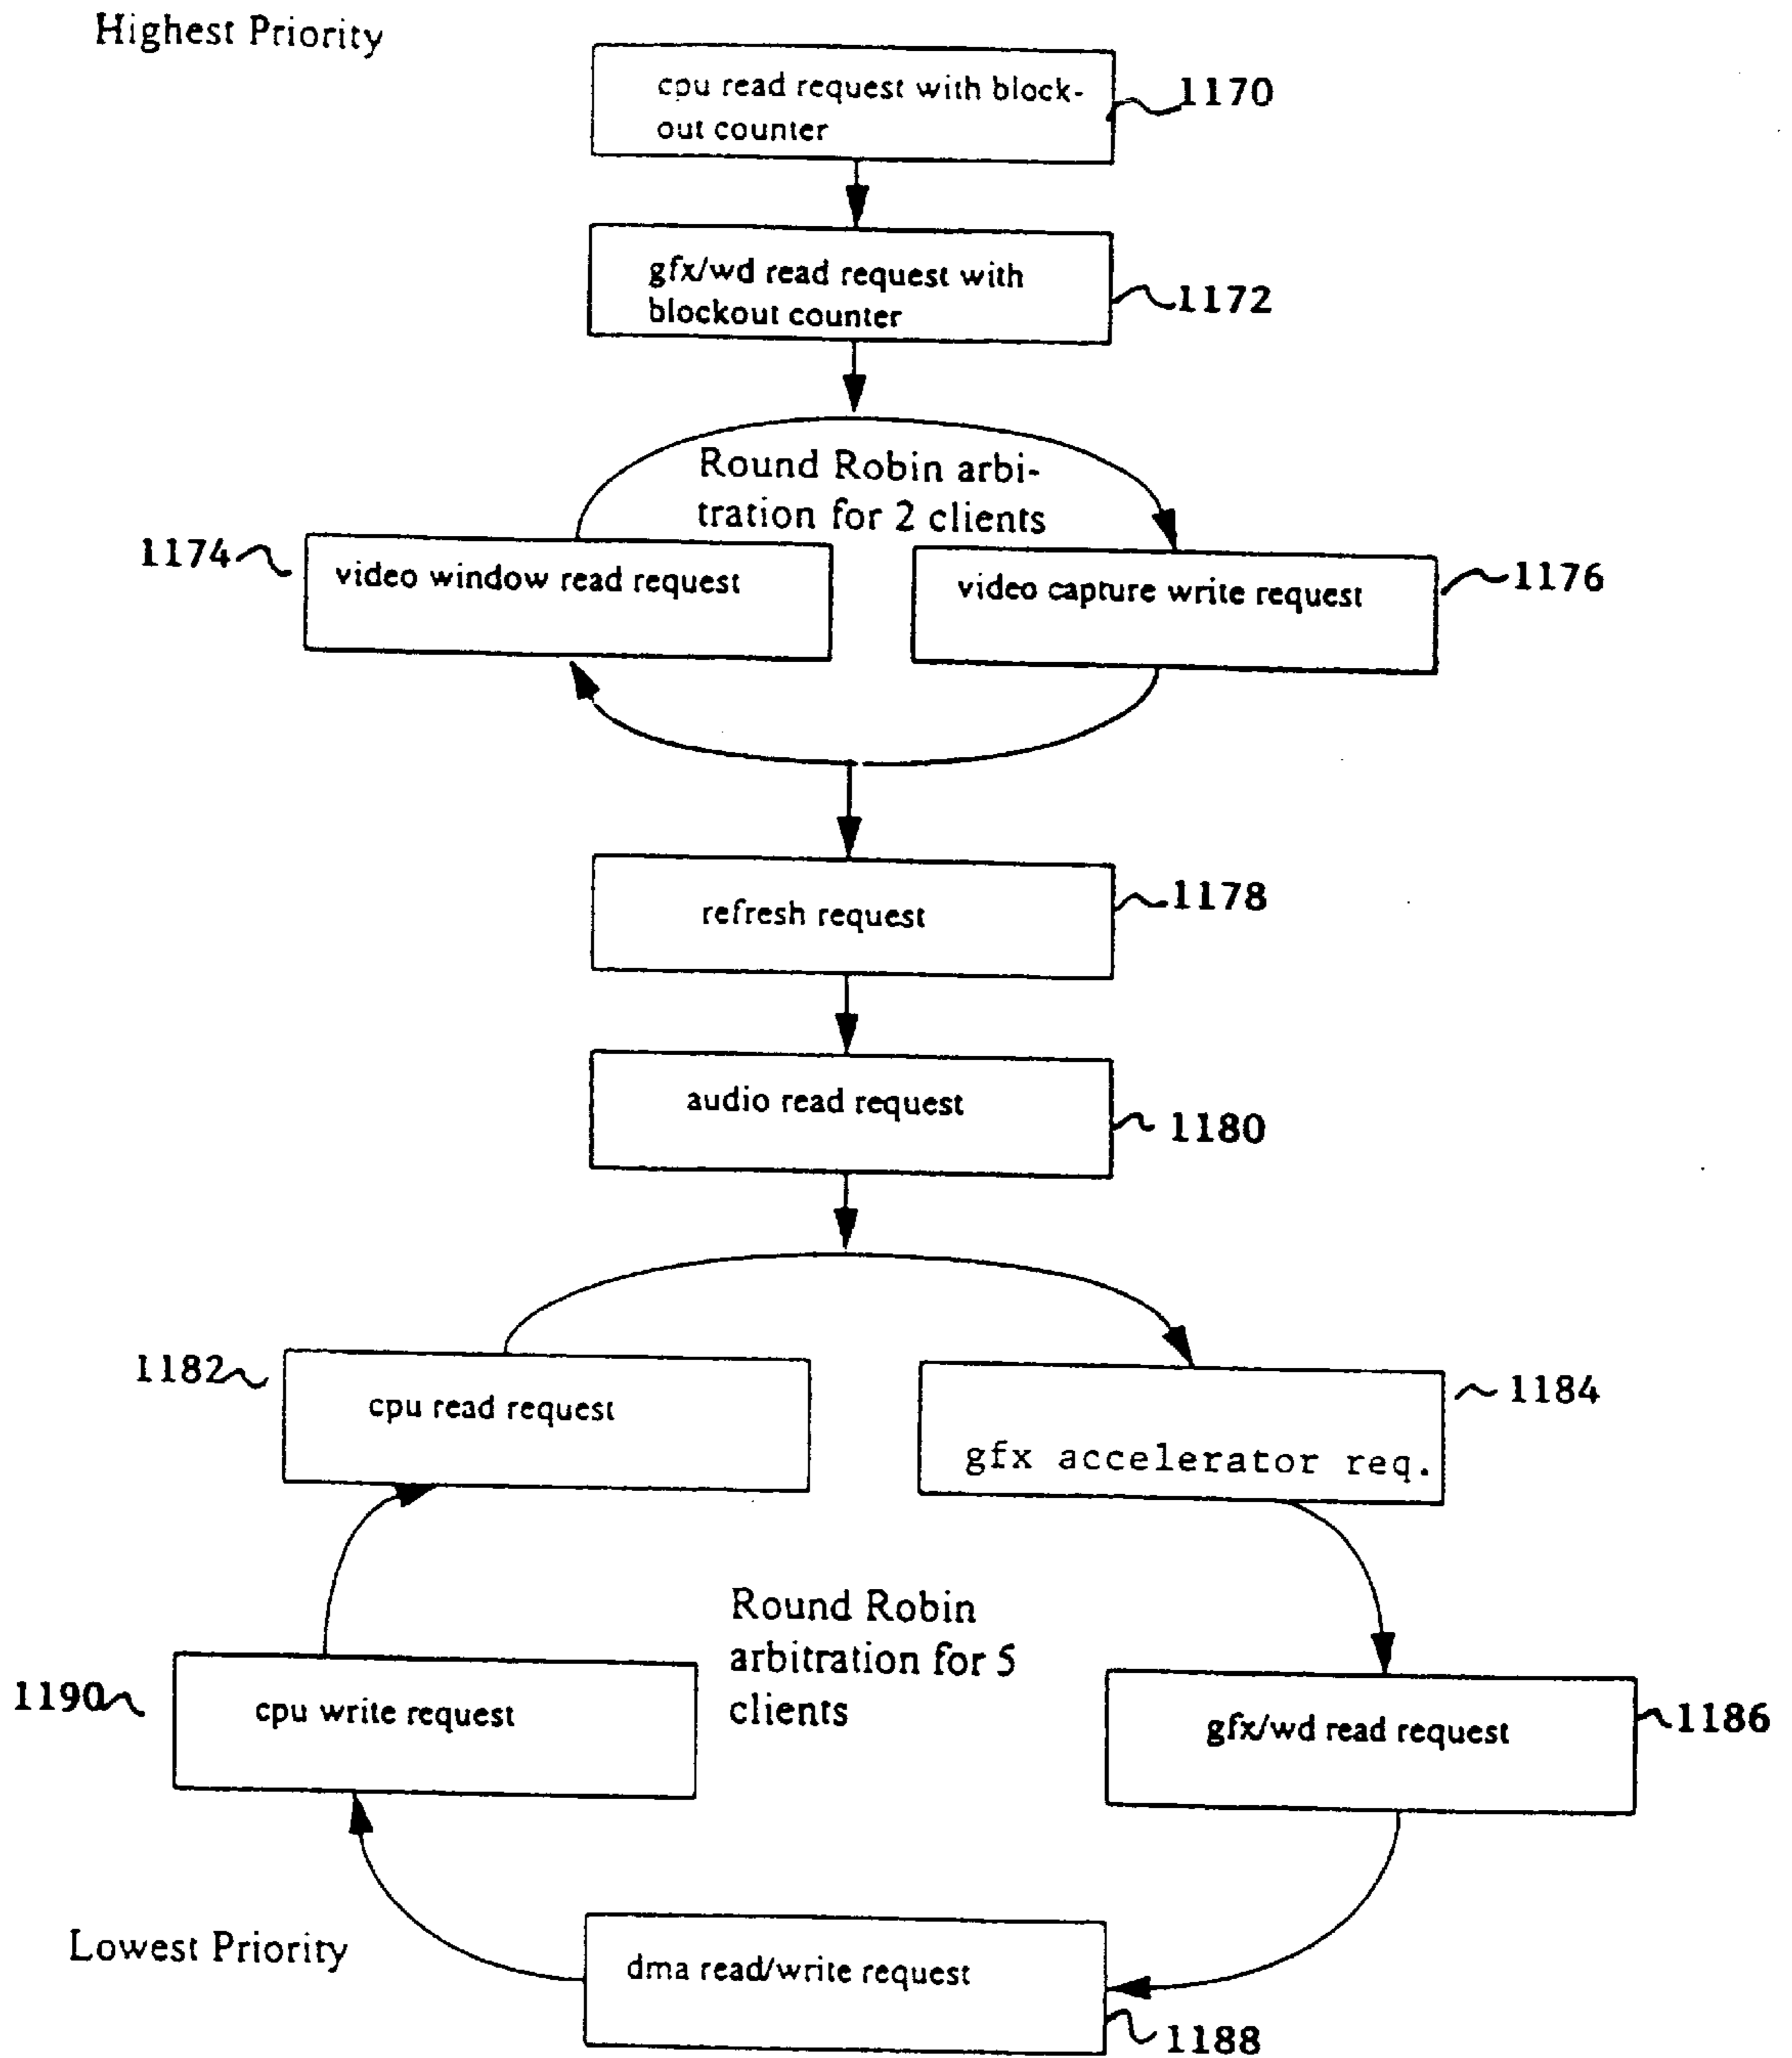 Highest Priority
cpu read request with block-
out counter
1170
gfx/wd read request with
blockout counter
1172
Round Robin arbi-
tration for 2 clients
1174
video window read request
video capture write request
1176
refresh request
1178
audio read request
1180
1182
cpu read request
1184
gfx accelerator req.
Round Robin
arbitration for 5
clients
1190
cpu write request
gfx/wd read request
1186
Lowest Priority
dma read/write request
1188